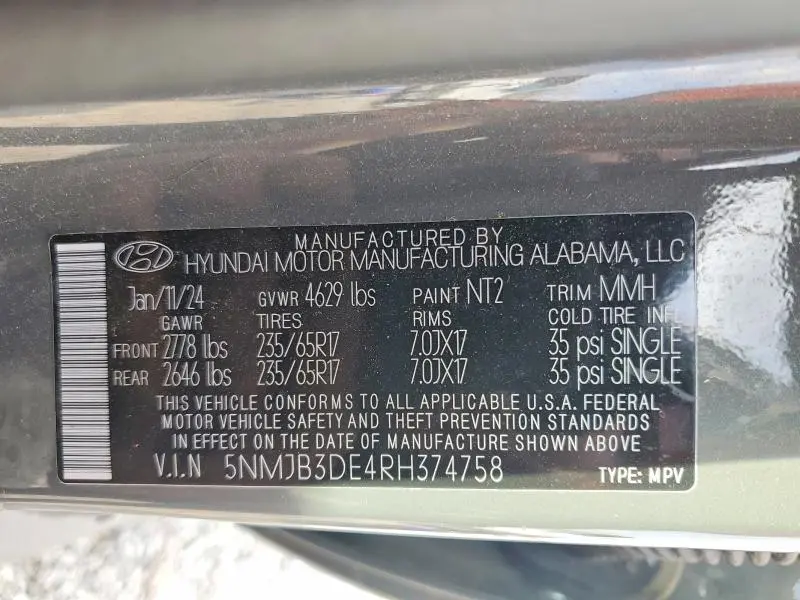 MANUFACTURED BY
HYUNDAI MOTOR MANUFACTURING ALABAMA, LLC
Jan/11/24 GVWR 4629 lbs PAINT NT2 TRIM MMH
GAWR TIRES RIMS COLD TIRE INFL
FRONT 2778 lbs 235/65R17 7.0JX17 35 psi SINGLE
REAR 2646 lbs 235/65R17 7.0JX17 35 psi SINGLE
THIS VEHICLE CONFORMS TO ALL APPLICABLE U.S.A. FEDERAL
MOTOR VEHICLE SAFETY AND THEFT PREVENTION STANDARDS
IN EFFECT ON THE DATE OF MANUFACTURE SHOWN ABOVE
V.I.N 5NMJB3DE4RH374758 TYPE: MPV